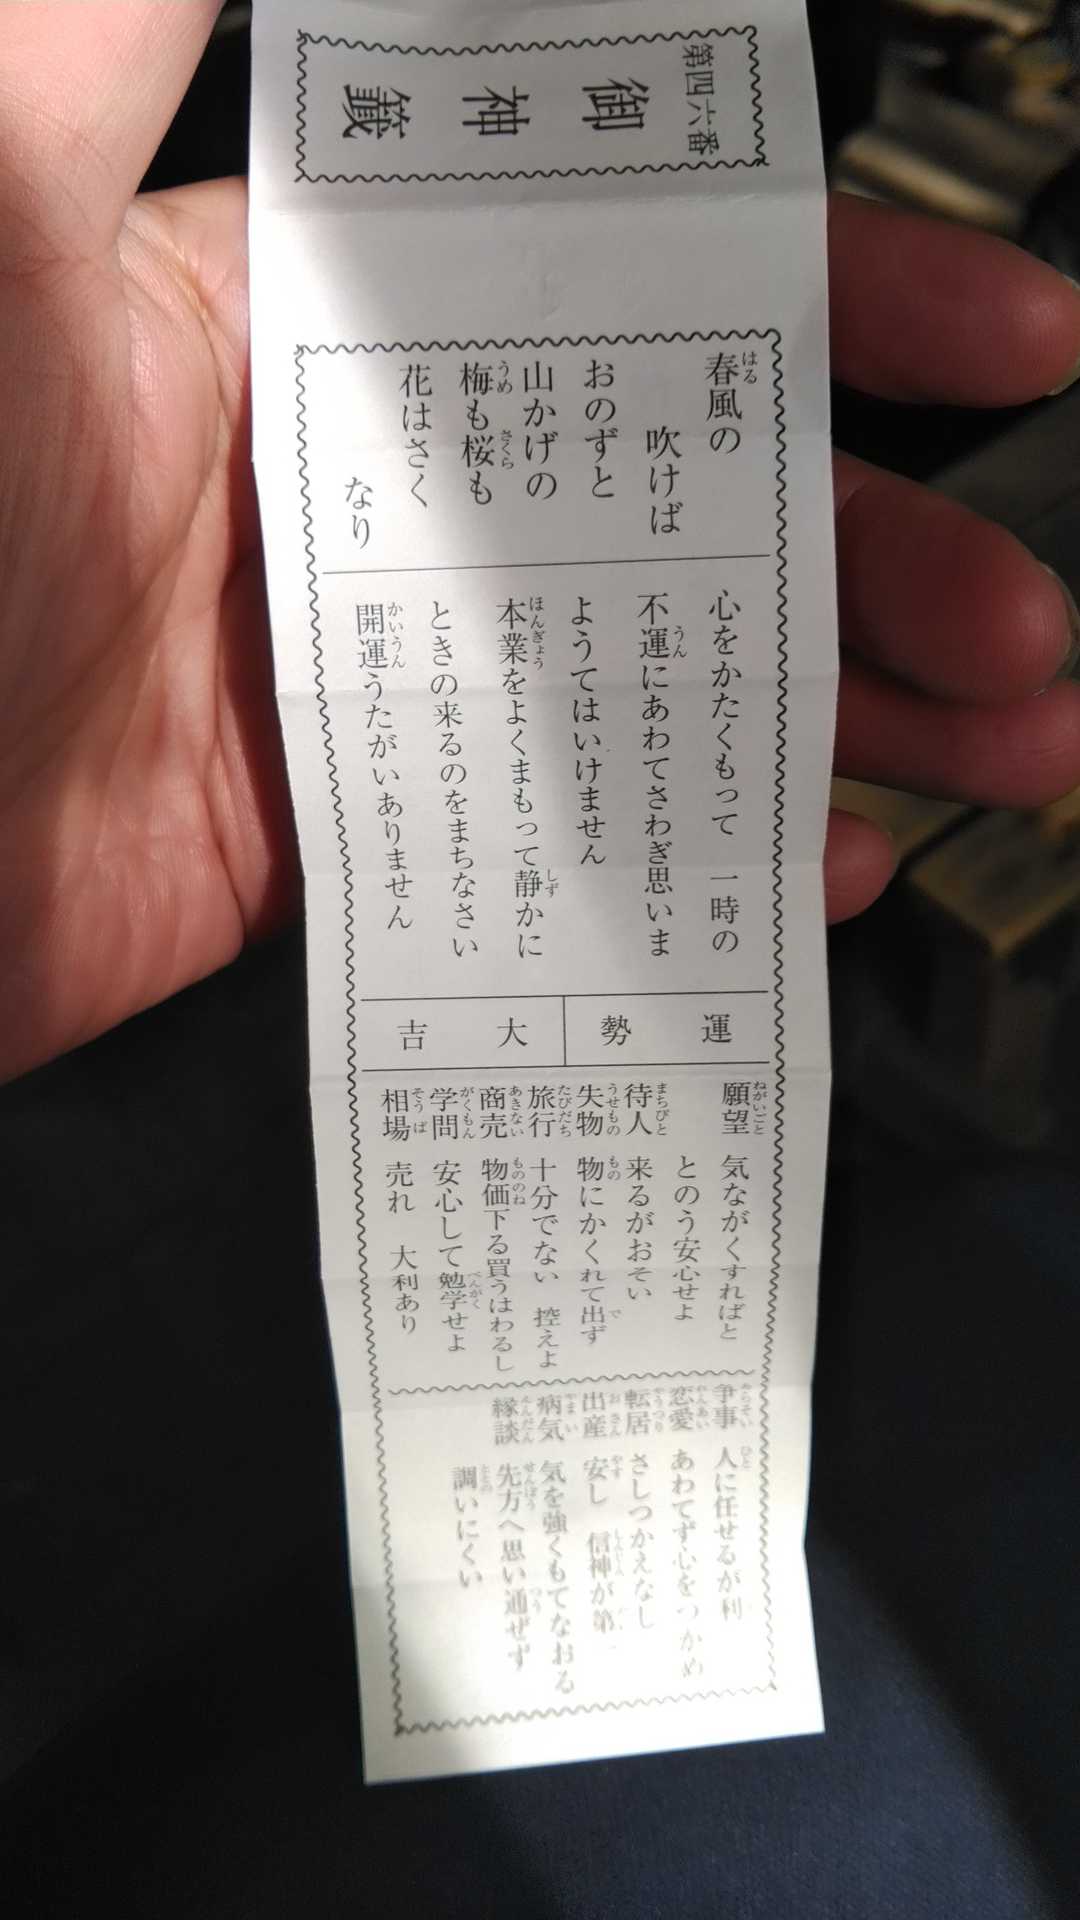 第四六番
御神籤
春風の
吹けば
おのずと
山かげの
梅も桜も
花はさく
なり
心をかたくもって 一時の
不運にあわてさわぎ思いま
ようてはいけません
本業をよくまもって静かに
ときの来るのをまちなさい
開運うたがいありません
運勢 大吉
願望 気ながくすればとと
とのう安心せよ
待人 来るがおそい
失物 物にかくれて出ず
旅行 十分でない 控えよ
商売 物価下る買うはわるし
学問 安心して勉学せよ
相場 売れ 大利あり
争事 人に任せるが利
恋愛 あわてず心をつかめ
転居 さしつかえなし
出産 安し 信神が第
病気 気を強くもてなおる
縁談 先方へ思い通ぜず
調いにくい